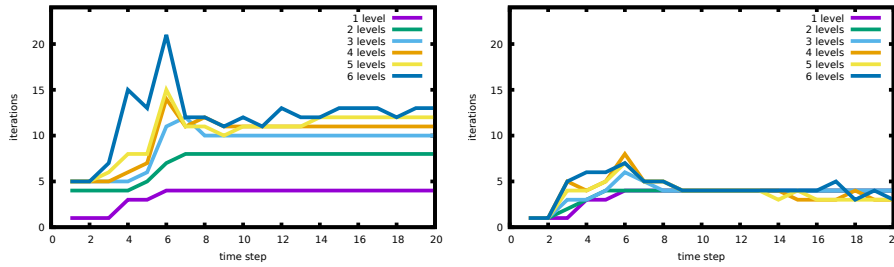 1 level
2 levels
3 levels
4 levels
5 levels
6 levels
20
15
10
5
0
iterations
0 2 4 6 8 10 12 14 16 18 20
time step
1 level
2 levels
3 levels
4 levels
5 levels
6 levels
20
15
10
5
0
iterations
0 2 4 6 8 10 12 14 16 18 2
time step